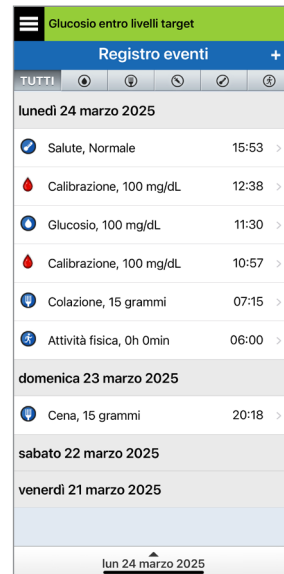 Glucosio entro livelli target
Registro eventi +
TUTTI
lunedì 24 marzo 2025
Salute, Normale 15:53
Calibrazione, 100 mg/dL 12:38
Glucosio, 100 mg/dL 11:30
Calibrazione, 100 mg/dL 10:57
Colazione, 15 grammi 07:15
Attività fisica, 0h 0min 06:00
domenica 23 marzo 2025
Cena, 15 grammi 20:18
sabato 22 marzo 2025
venerdì 21 marzo 2025
lun 24 marzo 2025